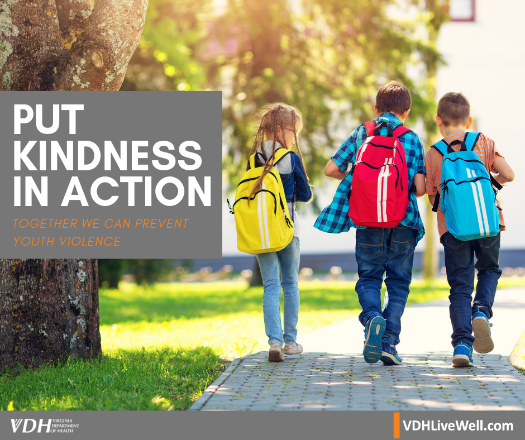 PUT
KINDNESS
IN ACTION
TOGETHER WE CAN PREVENT
YOUTH VIOLENCE
VDH VIRGINIA
DEPARTMENT
OF HEALTH
VDHLiveWell.com